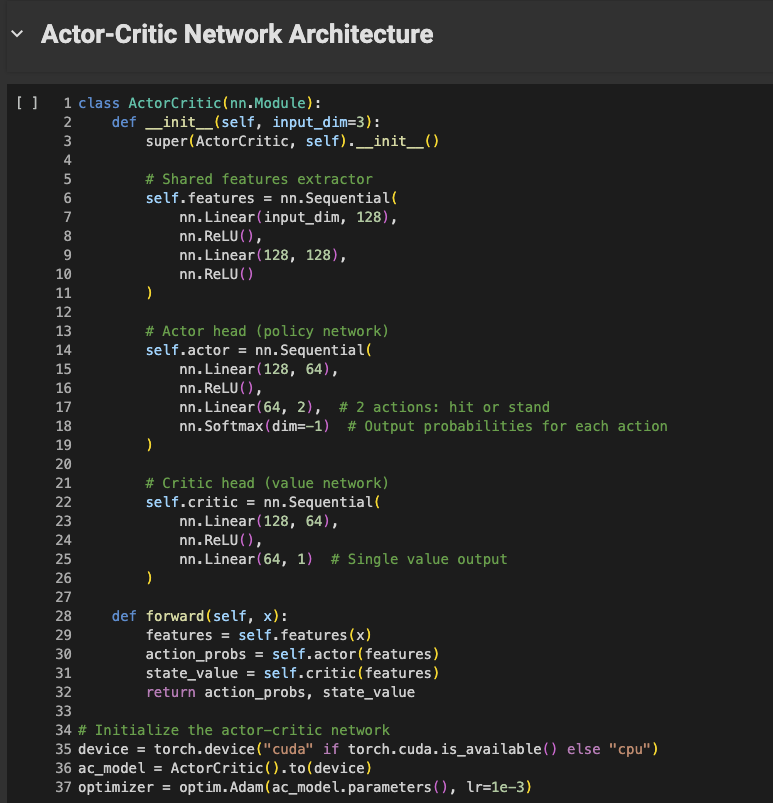 Actor-Critic Network Architecture
[ ]
1 class ActorCritic(nn.Module):
2     def __init__(self, input_dim=3):
3         super(ActorCritic, self).__init__()
4
5         # Shared features extractor
6         self.features = nn.Sequential(
7             nn.Linear(input_dim, 128),
8             nn.ReLU(),
9             nn.Linear(128, 128),
10             nn.ReLU()
11         )
12
13         # Actor head (policy network)
14         self.actor = nn.Sequential(
15             nn.Linear(128, 64),
16             nn.ReLU(),
17             nn.Linear(64, 2),  # 2 actions: hit or stand
18             nn.Softmax(dim=-1)  # Output probabilities for each action
19         )
20
21         # Critic head (value network)
22         self.critic = nn.Sequential(
23             nn.Linear(128, 64),
24             nn.ReLU(),
25             nn.Linear(64, 1)  # Single value output
26         )
27
28     def forward(self, x):
29         features = self.features(x)
30         action_probs = self.actor(features)
31         state_value = self.critic(features)
32         return action_probs, state_value
33
34 # Initialize the actor-critic network
35 device = torch.device("cuda" if torch.cuda.is_available() else "cpu")
36 ac_model = ActorCritic().to(device)
37 optimizer = optim.Adam(ac_model.parameters(), lr=1e-3)